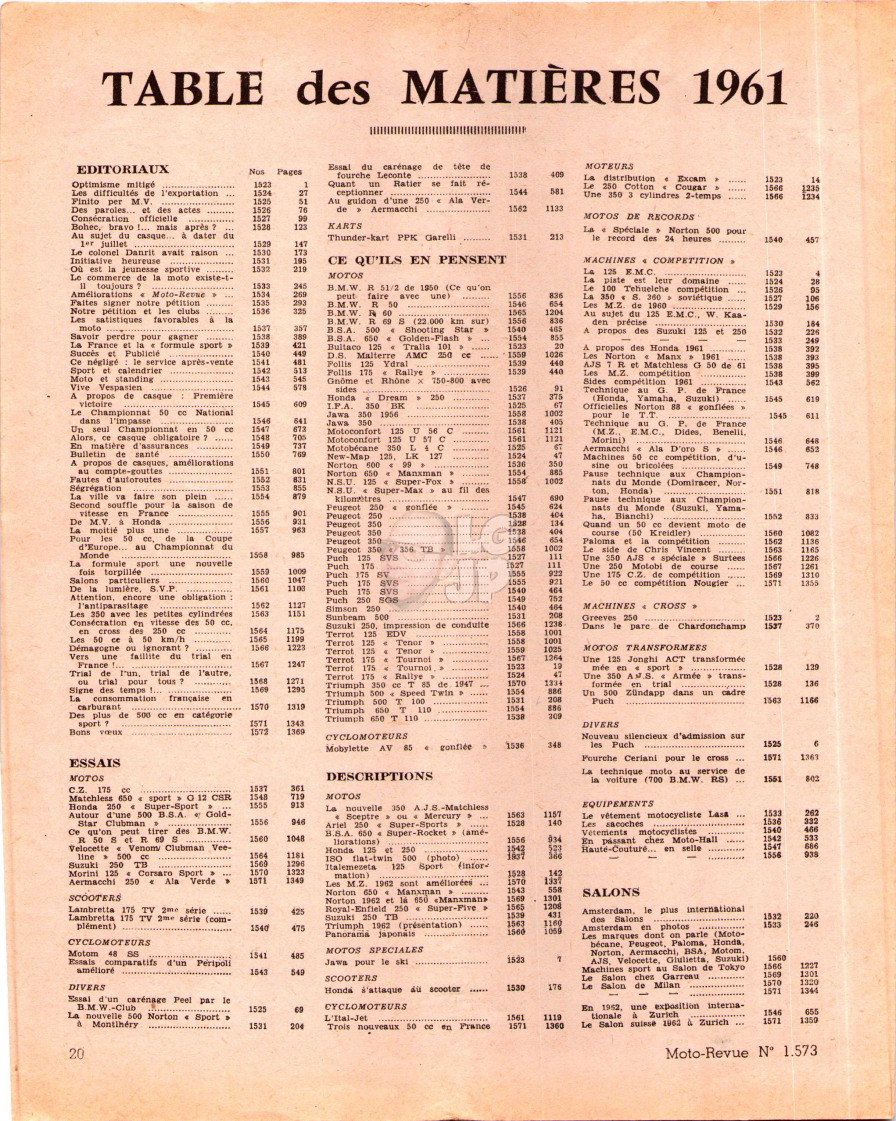 TABLE des MATIÈRES 1961
EDITORIAUX Nos Pages
Optimisme mitigé ........ 1523 1
Les difficultés de l'exportation ... 1524 27
Finito per M.V. ........ 1525 51
Des paroles... et des actes ........ 1526 76
Consécration officielle ........ 1527 99
Bohec, bravo !... mais après ? ... 1528 123
Au sujet du casque... à dater du
1er juillet ........ 1529 147
Le colonel Danrit avait raison ... 1530 173
Initiative heureuse ........ 1531 195
Où est la jeunesse sportive ........ 1532 219
Le commerce de la moto existe-t-
il toujours ? ........ 1533 245
Améliorations « Moto-Revue » ... 1534 269
Faites signer notre pétition ........ 1535 293
Notre pétition et les clubs ........ 1536 325
Les satistiques favorables à la
moto ........ 1537 357
Savoir perdre pour gagner ........ 1538 389
La France et la « formule sport » 1539 421
Succès et Publicié ........ 1540 449
Ce négligé : le service après-vente 1541 481
Sport et calendrier ........ 1542 513
Moto et standing ........ 1543 545
Vive Vespasien ........ 1544 578
A propos de casque : Première
victoire ........ 1545 609
Le Championnat 50 cc National
dans l'impasse ........ 1546 641
Un seul Championnat en 50 cc 1547 673
Alors, ce casque obligatoire ? ...... 1548 705
En matière d'assurances ........ 1549 737
Bulletin de santé ........ 1550 769
A propos de casques, améliorations
au compte-gouttes ........ 1551 801
Fautes d'autoroutes ........ 1552 831
Ségrégation ........ 1553 855
La ville va faire son plein ...... 1554 879
Second souffle pour la saison de
vitesse en France ........ 1555 901
De M.V. à Honda ........ 1556 931
La moitié plus une ........ 1557 963
Pour les 50 cc, de la Coupe
d'Europe... au Championnat du
Monde ........ 1558 985
La formule sport une nouvelle
fois torpillée ........ 1559 1009
Salons particuliers ........ 1560 1047
De la lumière, S.V.P. ........ 1561 1103
Attention, encore une obligation :
l'antiparasitage ........ 1562 1127
Les 350 avec les petites cylindrées 1563 1151
Consécration en vitesse des 50 cc,
en cross des 250 cc ........ 1564 1175
Les 50 cc à 50 km/h ........ 1565 1199
Démagogue ou ignorant ? ........ 1566 1223
Vers une faillite du trial en
France !... ........ 1567 1247
Trial de l'un, trial de l'autre,
ou trial pour tous ? ........ 1568 1271
Signe des temps !... ........ 1569 1295
La consommation française en
carburant ........ 1570 1319
Des plus de 500 cc en catégorie
sport ? ........ 1571 1343
Bons vœux ........ 1572 1369
ESSAIS
MOTOS
C.Z. 175 cc ........ 1537 361
Matchless 650 « sport » G 12 CSR 1548 719
Honda 250 « Super-Sport » ... 1555 913
Autour d'une 500 B.S.A. « Gold-
Star Clubman » ........ 1556 946
Ce qu'on peut tirer des B.M.W.
R 50 S et R 69 S ........ 1560 1048
Velocette « Venom Clubman Vee-
line » 500 cc ........ 1564 1181
Suzuki 250 TB ........ 1569 1296
Morini 125 « Corsaro Sport » ... 1570 1323
Aermacchi 250 « Ala Verde » 1571 1349
SCOOTERS
Lambretta 175 TV 2me série ...... 1539 425
Lambretta 175 TV 2me série (com-
plément) ........ 1540 475
CYCLOMOTEURS
Motom 48 SS ........ 1541 485
Essais comparatifs d'un Péripoli
amélioré ........ 1543 549
DIVERS
Essai d'un carénage Peel par le
B.M.W.-Club ........ 1525 69
La nouvelle 500 Norton « Sport »
à Montlhéry ........ 1531 204
Essai du carénage de tête de
fourche Leconte ........ 1538 409
Quant un Ratier se fait ré-
ceptionner ........ 1544 581
Au guidon d'une 250 « Ala Ver-
de » Aermacchi ........ 1562 1133
KARTS
Thunder-kart PPK Garelli ........ 1531 213
CE QU'ILS EN PENSENT
MOTOS
B.M.W. R 51/2 de 1950 (Ce qu'on
peut faire avec une) ........ 1556 836
B.M.W. R 50 ........ 1546 654
B.M.W. R 60 ........ 1565 1204
B.M.W. R 69 S (22.000 km sur) 1556 836
B.S.A. 500 « Shooting Star » 1540 465
B.S.A. 650 « Golden-Flash » ... 1554 855
Bultaco 125 « Tralla 101 » ...... 1523 20
D.S. Malterre AMC 250 cc ...... 1559 1026
Follis 125 Ydral ........ 1539 440
Follis 175 « Rallye » ........ 1539 440
Gnôme et Rhône × 750-800 avec
sides ........ 1526 91
Honda « Dream » 250 ........ 1537 375
I.F.A. 350 BK ........ 1525 67
Jawa 350 1956 ........ 1558 1002
Jawa 350 ........ 1538 405
Motoconfort 125 U 56 C ........ 1561 1121
Motoconfort 125 U 57 C ........ 1561 1121
Motobécane 350 L 4 C ........ 1525 67
New-Map 125, LK 127 ........ 1524 47
Norton 600 « 99 » ........ 1536 350
Norton 650 « Manxman » ........ 1554 885
N.S.U. 125 « Super-Fox » ........ 1558 1002
N.S.U. « Super-Max » au fil des
kilomètres ........ 1547 690
Peugeot 250 « gonflée » ........ 1545 624
Peugeot 250 ........ 1538 404
Peugeot 350 ........ 1528 134
Peugeot 350 ........ 1538 404
Peugeot 350 ........ 1546 654
Peugeot 350 « 356 TB » ........ 1558 1002
Puch 125 SVS ........ 1527 111
Puch 175 ........ 1527 111
Puch 175 SV ........ 1555 922
Puch 175 SVS ........ 1555 921
Puch 175 SVS ........ 1540 464
Puch 250 SGS ........ 1549 752
Simson 250 ........ 1540 464
Sunbeam 500 ........ 1531 208
Suzuki 250, impression de conduite 1566 1238
Terrot 125 EDV ........ 1558 1001
Terrot 125 « Tenor » ........ 1558 1001
Terrot 125 « Tenor » ........ 1559 1025
Terrot 175 « Tournoi » ........ 1567 1264
Terrot 175 « Tournoi » ........ 1523 19
Terrot 175 « Rallye » ........ 1524 47
Triumph 350 cc T 85 de 1947 ... 1570 1334
Triumph 500 « Speed Twin » ...... 1554 886
Triumph 500 T 100 ........ 1531 208
Triumph 650 T 110 ........ 1554 886
Triumph 650 T 110 ........ 1538 309
CYCLOMOTEURS
Mobylette AV 85 « gonflée » 1536 348
DESCRIPTIONS
MOTOS
La nouvelle 350 A.J.S.-Matchless
« Sceptre » ou « Mercury » ... 1563 1157
Ariel 250 « Super-Sports » ...... 1528 140
B.S.A. 650 « Super-Rocket » (amé-
liorations) ........ 1556 934
Honda 125 et 250 ........ 1542 523
ISO flat-twin 500 (photo) ........ 1537 366
Italemezeta 125 Sport (infor-
mation) ........ 1528 142
Les M.Z. 1962 sont améliorées ... 1570 1337
Norton 650 « Manxman » ........ 1543 558
Norton 1962 et la 650 «Manxman» 1569 1301
Royal-Enfield 250 « Super-Five » 1565 1208
Suzuki 250 TB ........ 1539 431
Triumph 1962 (présentation) ...... 1563 1160
Panorama japonais ........ 1560 1059
MOTOS SPECIALES
Jawa pour le ski ........ 1523 7
SCOOTERS
Honda s'attaque au scooter ...... 1530 176
CYCLOMOTEURS
L'Ital-Jet ........ 1561 1119
Trois nouveaux 50 cc en France 1571 1360
MOTEURS
La distribution « Excam » ...... 1523 14
Le 250 Cotton « Cougar » ...... 1566 1235
Une 350 3 cylindres 2-temps ...... 1566 1234
MOTOS DE RECORDS
La « Spéciale » Norton 500 pour
le record des 24 heures ........ 1540 457
MACHINES « COMPETITION »
La 125 E.M.C. ........ 1523 4
La piste est leur domaine ...... 1524 28
Le 100 Tehuelche compétition ... 1526 95
La 350 « S. 360 » soviétique ...... 1527 106
Les M.Z. de 1960 ........ 1529 156
Au sujet du 125 E.M.C., W. Kaa-
den précise ........ 1530 184
A propos des Suzuki 125 et 250 1532 226
— — — 1533 249
A propos des Honda 1961 ...... 1538 392
Les Norton « Manx » 1961 ...... 1538 393
AJS 7 R et Matchless G 50 de 61 1538 395
Les M.Z. compétition ........ 1538 399
Sides compétition 1961 ........ 1543 562
Technique au G. P. de France
(Honda, Yamaha, Suzuki) ...... 1545 619
Officielles Norton 88 « gonflées »
pour le T.T. ........ 1545 611
Technique au G. P. de France
(M.Z., E.M.C., Dides, Benelli,
Morini) ........ 1546 648
Aermacchi « Ala D'oro S » ...... 1546 652
Machines 50 cc compétition, d'u-
sine ou bricolées ........ 1549 748
Pause technique aux Champion-
nats du Monde (Domiracer, Nor-
ton, Honda) ........ 1551 818
Pause technique aux Champion-
nats du Monde (Suzuki, Yama-
ha, Bianchi) ........ 1552 833
Quand un 50 cc devient moto de
course (50 Kreidler) ........ 1560 1082
Paloma et la compétition ...... 1562 1136
Le side de Chris Vincent ...... 1563 1165
Une 350 AJS « spéciale » Surtees 1566 1226
Une 250 Motobi de course ...... 1567 1261
Une 175 C.Z. de compétition ...... 1569 1310
Le 50 cc compétition Nougier ... 1571 1355
MACHINES « CROSS »
Greeves 250 ........ 1523 2
Dans le parc de Chardonchamp 1537 370
MOTOS TRANSFORMEES
Une 125 Jonghi ACT transformée
mée en « sport » ........ 1528 129
Une 350 A.J.S. « Armée » trans-
formée en trial ........ 1528 136
Un 500 Zündapp dans un cadre
Puch ........ 1563 1166
DIVERS
Nouveau silencieux d'admission sur
les Puch ........ 1525 6
Fourche Ceriani pour le cross ... 1571 1363
La technique moto au service de
la voiture (700 B.M.W. RS) ... 1551 802
EQUIPEMENTS
Le vêtement motocycliste Lasa ... 1533 262
Les sacoches ........ 1536 332
Vêtements motocyclistes ........ 1540 466
En passant chez Moto-Hall ...... 1542 533
Hauté-Couturé... en selle ........ 1547 686
— — — 1556 938
SALONS
Amsterdam, le plus international
des Salons ........ 1532 220
Amsterdam en photos ........ 1533 246
Les marques dont on parle (Moto-
bécane, Peugeot, Paloma, Honda,
Norton, Aermacchi, BSA, Motom,
AJS, Velocette, Giulietta, Suzuki) 1560
Machines sport au Salon de Tokyo 1566 1227
Le Salon chez Garreau ........ 1569 1301
Le Salon de Milan ........ 1570 1320
— — — 1571 1344
En 1962, une exposition interna-
tionale à Zurich ........ 1546 655
Le Salon suisse 1962 à Zurich ... 1571 1359
20
Moto-Revue N° 1.573
LG
JP